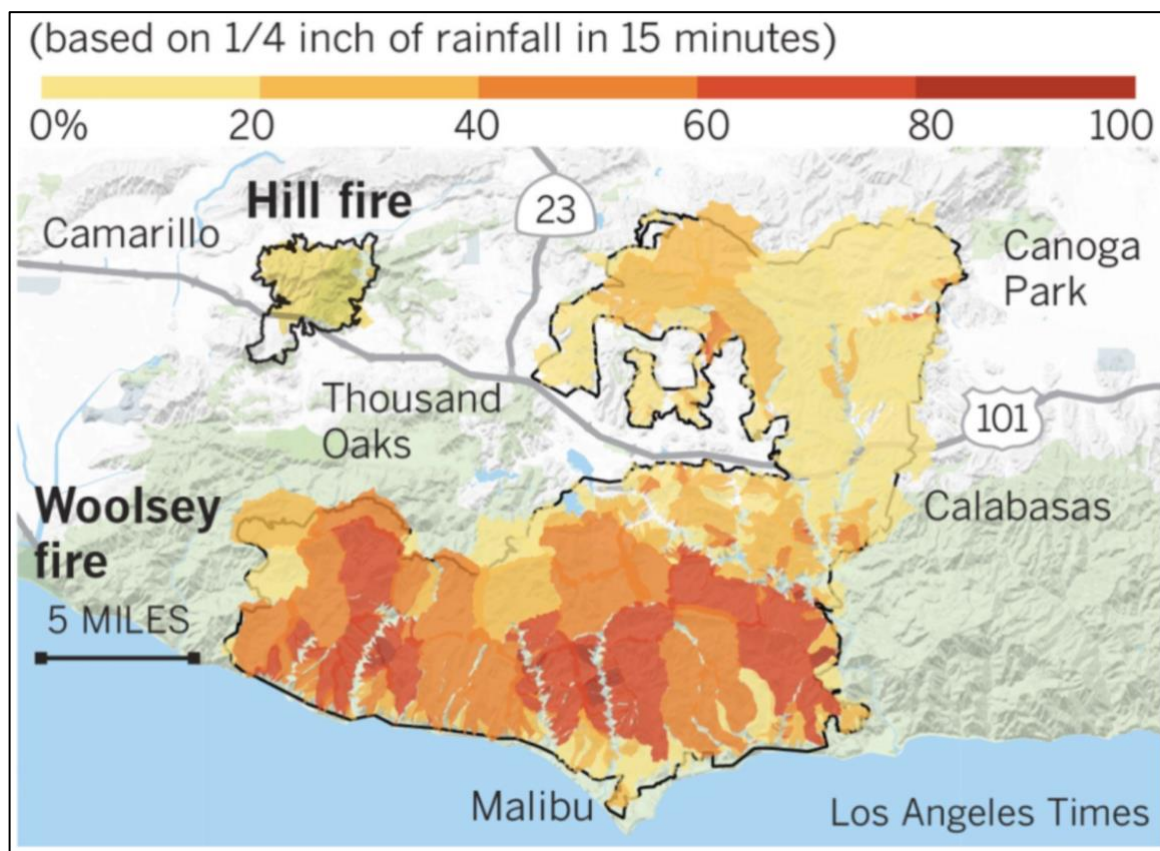 (based on 1/4 inch of rainfall in 15 minutes)
0% 20 40 60 80 100
Hill fire
23
Camarillo
Canoga
Park
Thousand
Oaks
101
Woolsey
fire
Calabasas
5 MILES
Malibu
Los Angeles Times